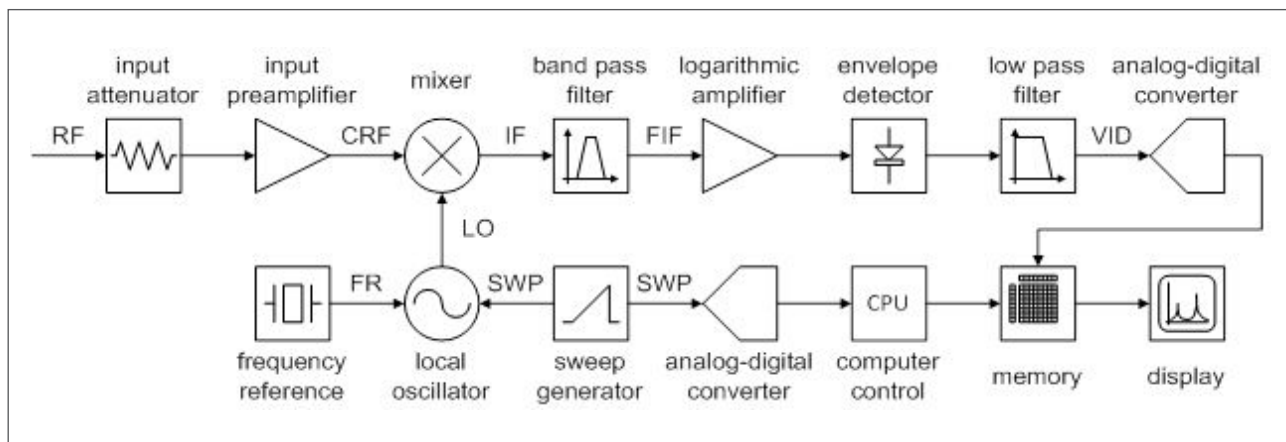 input attenuator
input preamplifier
mixer
band pass filter
logarithmic amplifier
envelope detector
low pass filter
analog-digital converter
RF
CRF
IF
FIF
VID
LO
FR
SWP
SWP
CPU
frequency reference
local oscillator
sweep generator
analog-digital converter
computer control
memory
display